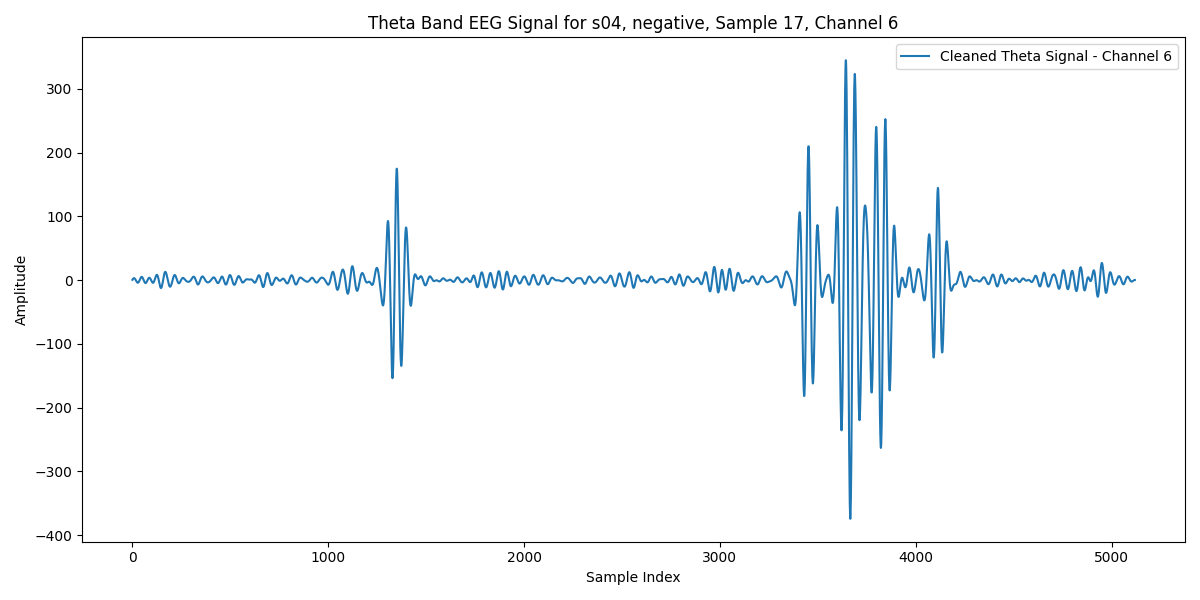 Theta Band EEG Signal for s04, negative, Sample 17, Channel 6
Cleaned Theta Signal - Channel 6
Amplitude
300
200
100
0
−100
−200
−300
−400
0 1000 2000 3000 4000 5000
Sample Index